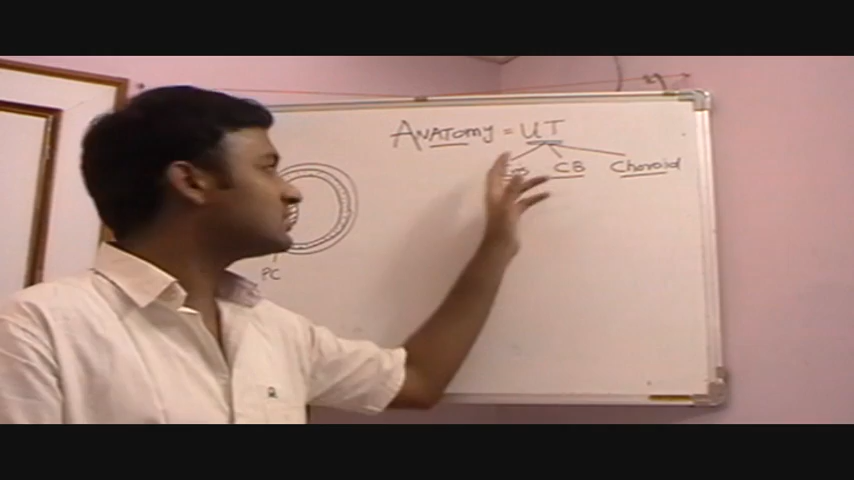 ANATOMY = UT
CB Choroid
PC